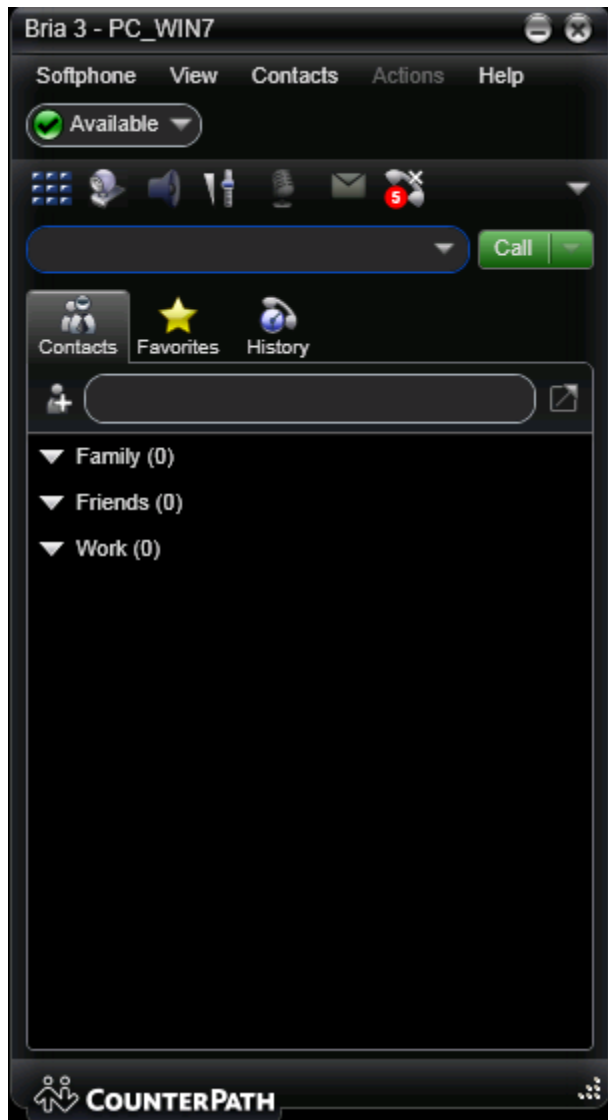 Bria 3 - PC_WIN7
Softphone View Contacts Actions Help
Available
5
Call
Contacts Favorites History
Family (0)
Friends (0)
Work (0)
COUNTERPATH